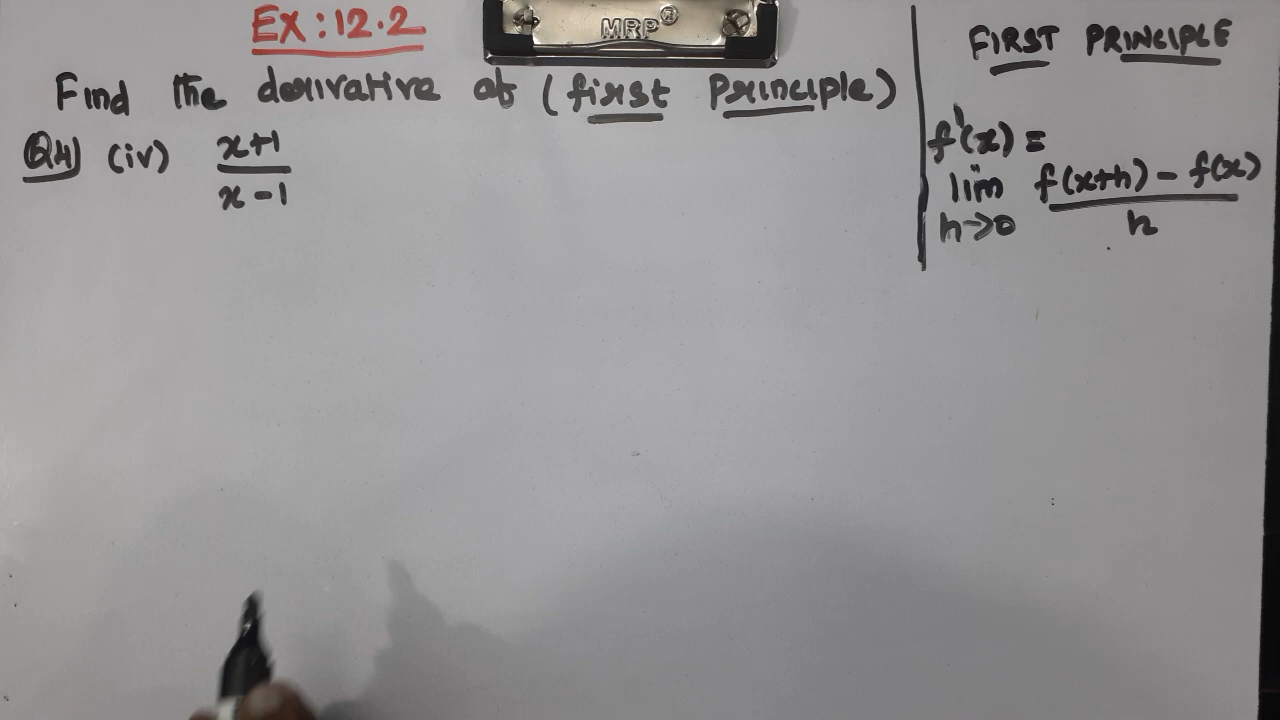 EX:12.2
MRP®
Find the derivative of (first Principle)
Q4) (iv) x+1
x-1
FIRST PRINCIPLE
f'(x) =
lim f(x+h) - f(x)
h→0 h